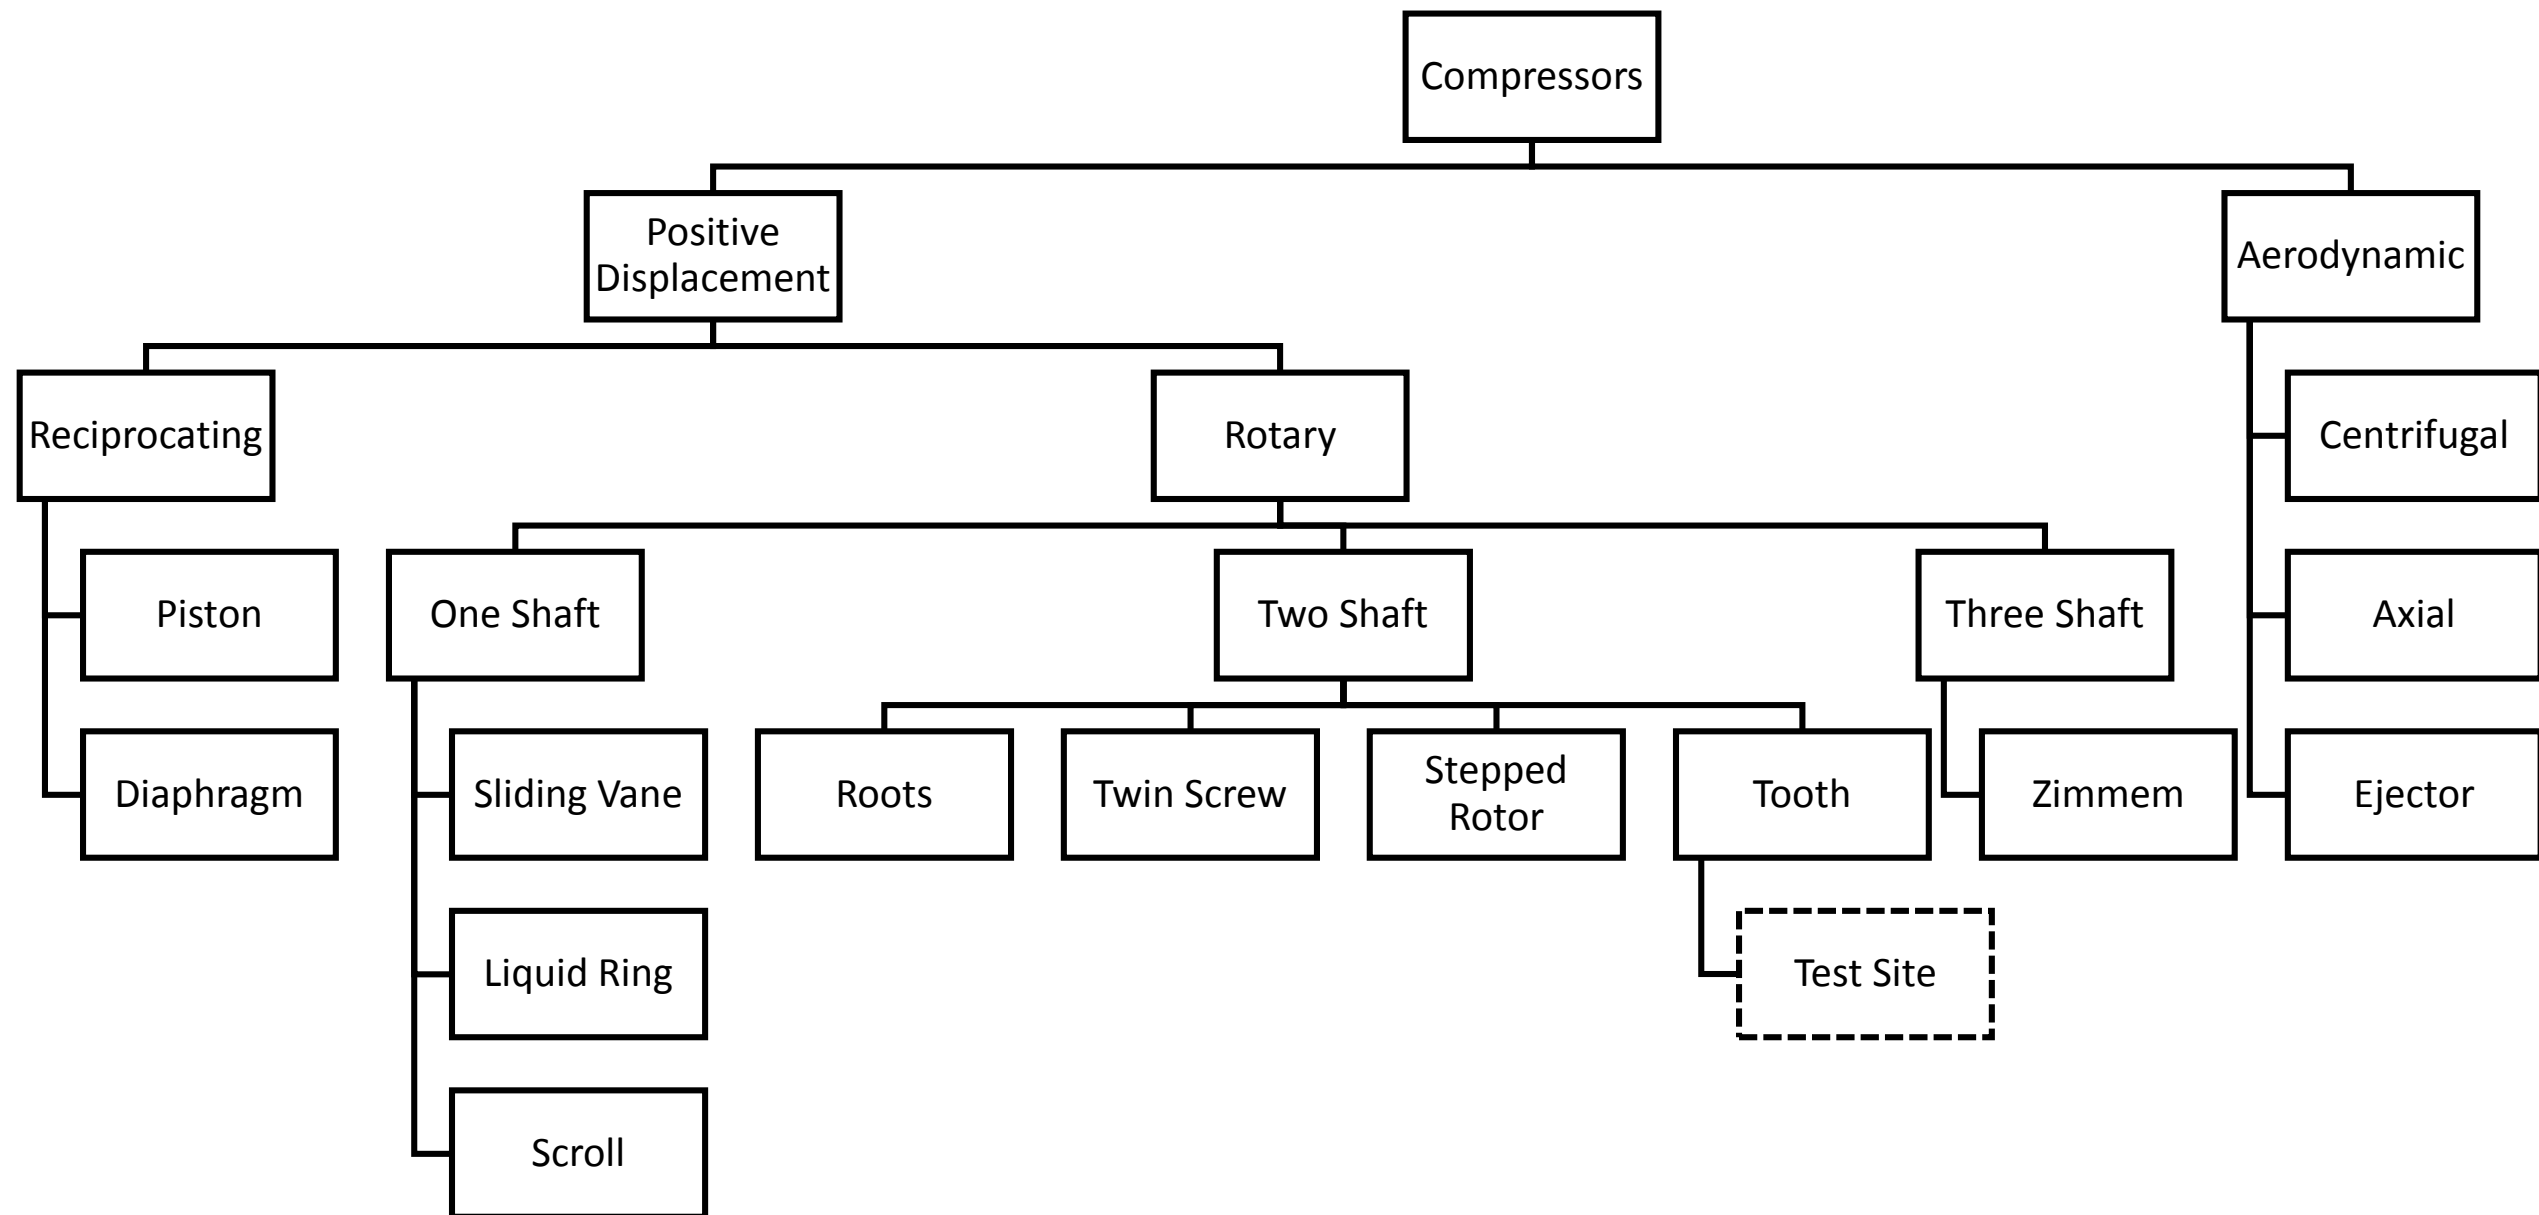 Compressors
Positive
Displacement
Aerodynamic
Reciprocating
Rotary
Centrifugal
Piston
One Shaft
Two Shaft
Three Shaft
Axial
Diaphragm
Sliding Vane
Roots
Twin Screw
Stepped
Rotor
Tooth
Zimmem
Ejector
Liquid Ring
Test Site
Scroll